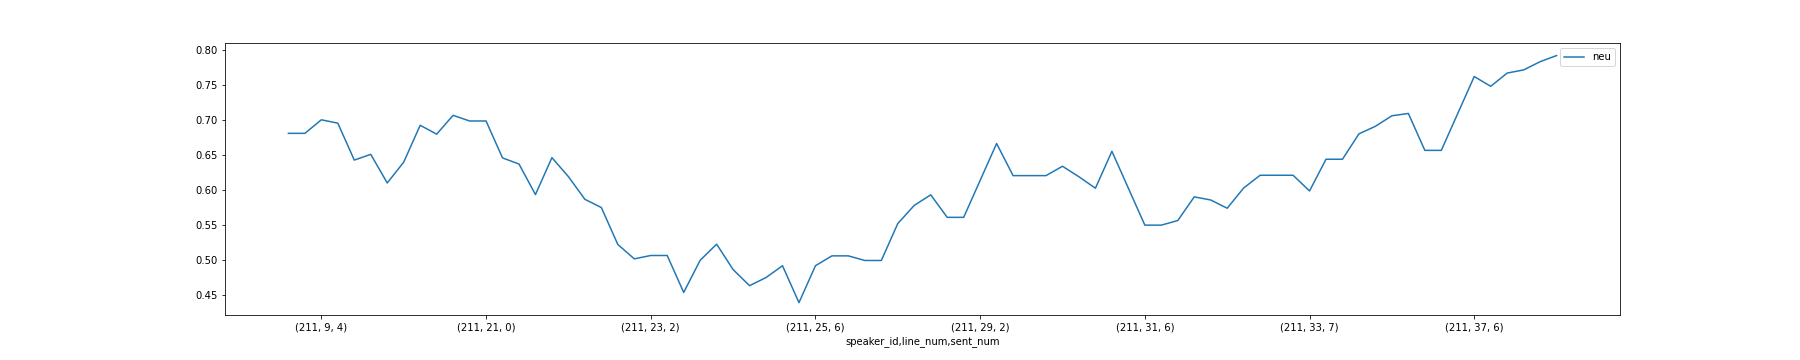 0.80
0.75
0.70
0.65
0.60
0.55
0.50
0.45
neu
(211, 9, 4) (211, 21, 0) (211, 23, 2) (211, 25, 6) (211, 29, 2) (211, 31, 6) (211, 33, 7) (211, 37, 6)
speaker_id,line_num,sent_num